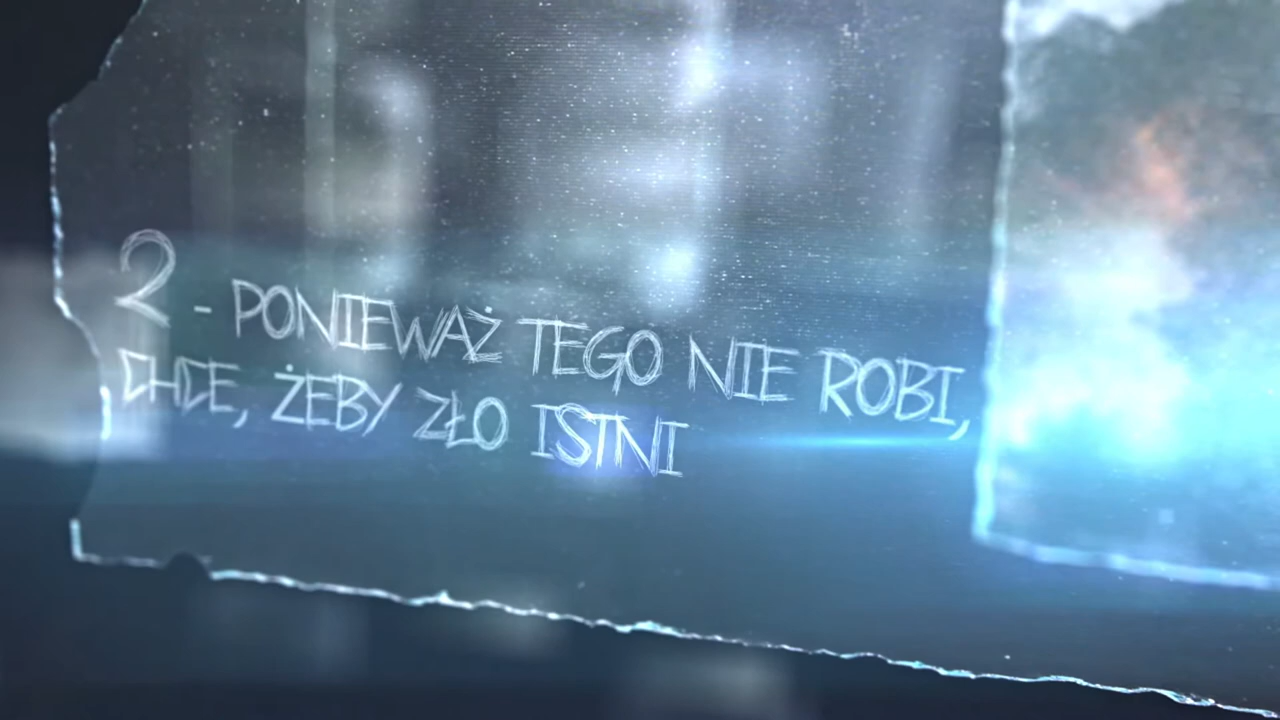 2 - PONIEWAŻ TEGO NIE ROBI,
CHCE, ŻEBY ZŁO ISTNI